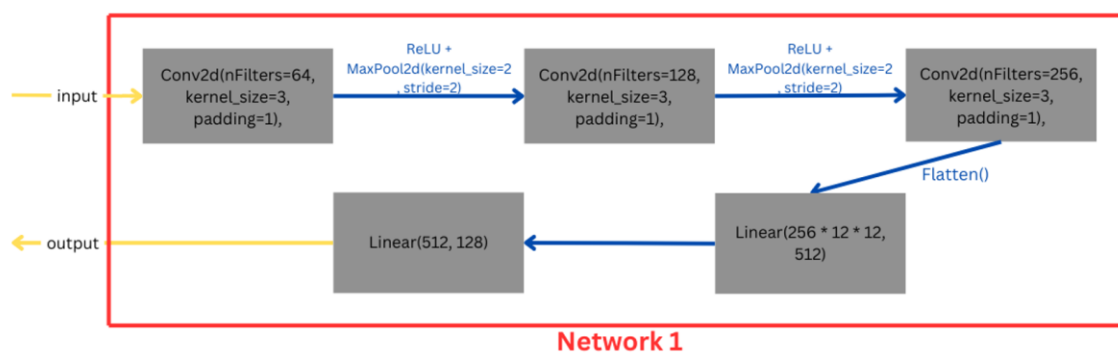 input
Conv2d(nFilters=64,
kernel_size=3,
padding=1),
ReLU +
MaxPool2d(kernel_size=2
, stride=2)
Conv2d(nFilters=128,
kernel_size=3,
padding=1),
ReLU +
MaxPool2d(kernel_size=2
, stride=2)
Conv2d(nFilters=256,
kernel_size=3,
padding=1),
Flatten()
Linear(256 * 12 * 12,
512)
Linear(512, 128)
output
Network 1